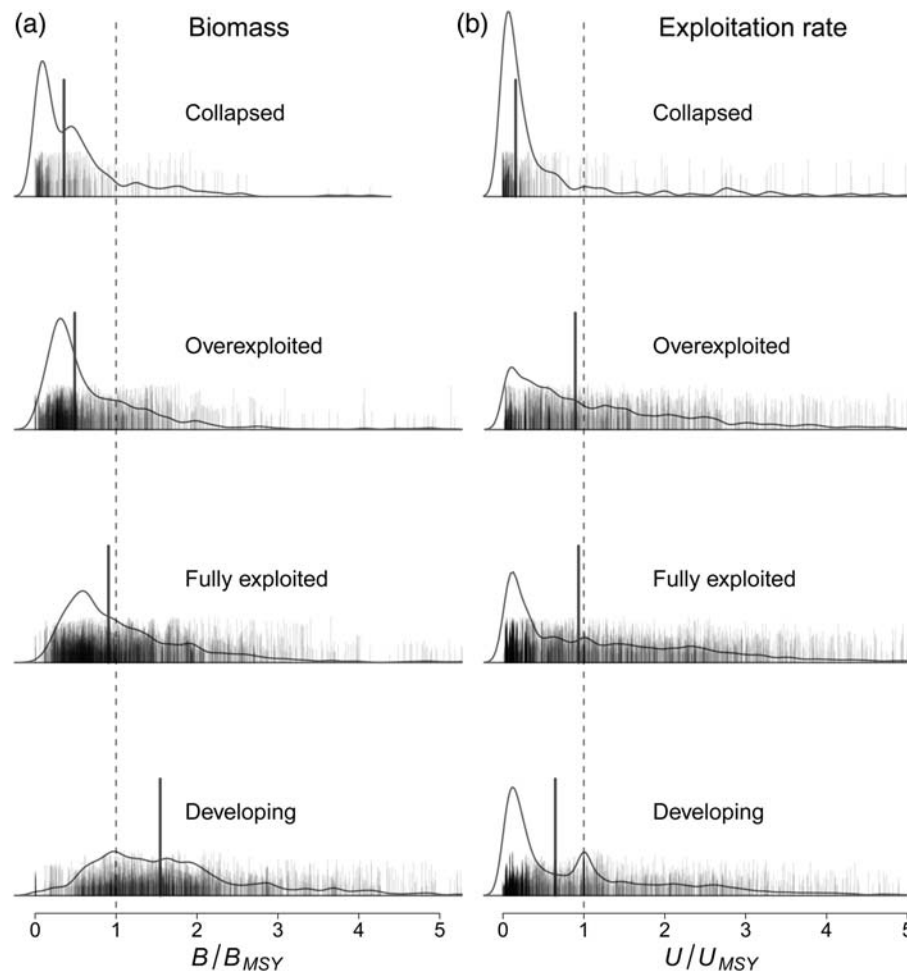 (a) Biomass
(b) Exploitation rate
Collapsed
Collapsed
Overexploited
Overexploited
Fully exploited
Fully exploited
Developing
Developing
0 1 2 3 4 5
0 1 2 3 4 5
B/B_MSY
U/U_MSY